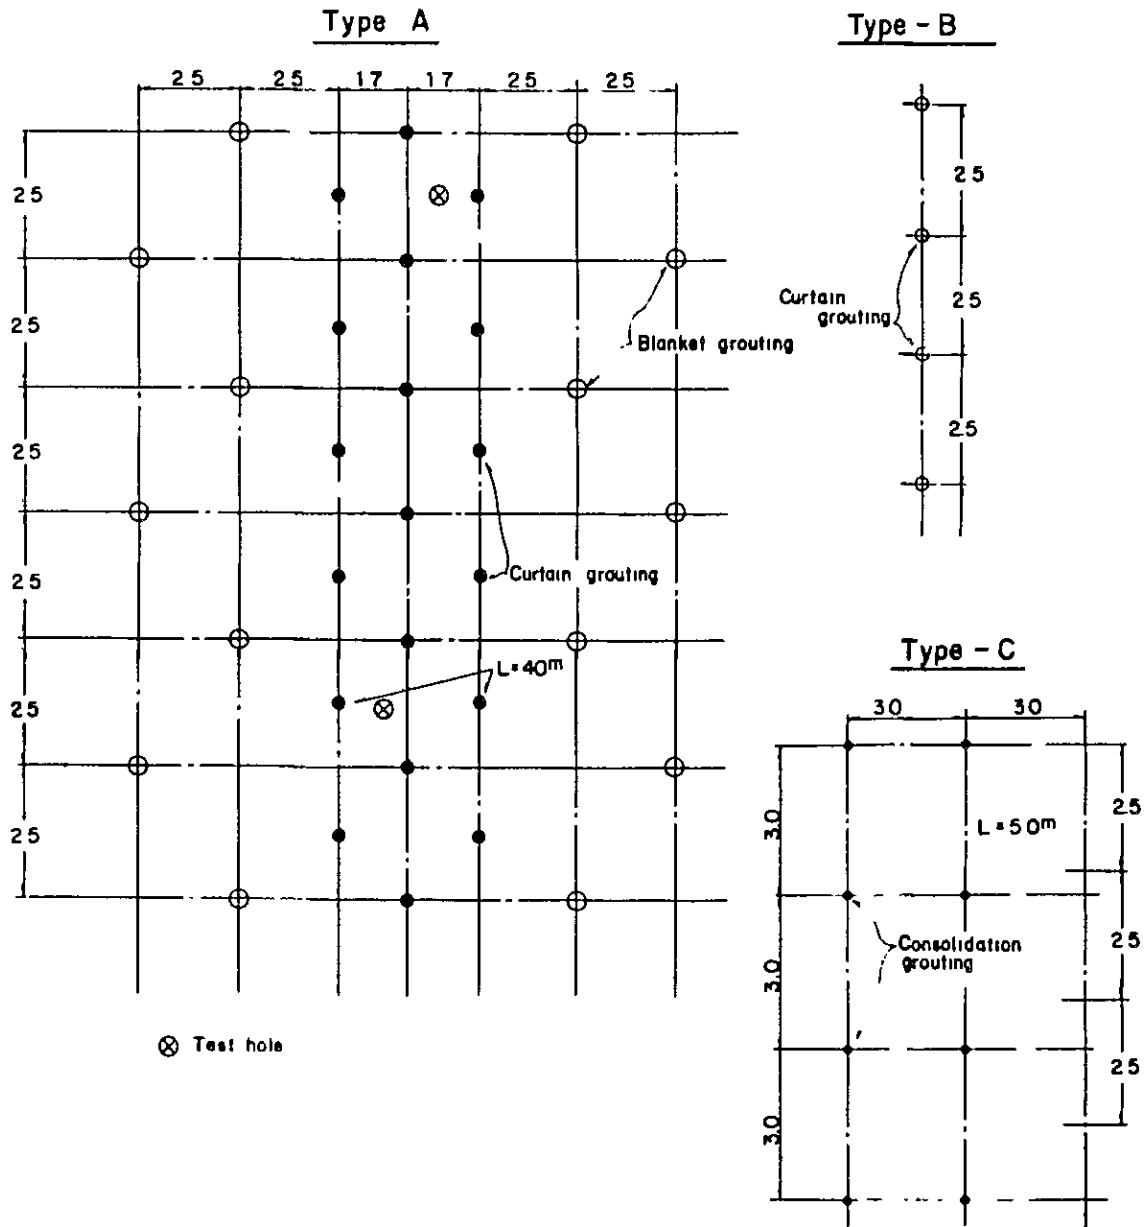 Type A
25 25 17 17 25 25
25
25
25
25
25
25
Blanket grouting
Curtain grouting
L=40m
⊗ Test hole
Type - B
25
25
25
Curtain
grouting
Type - C
30 30
30
30
30
L=50m
25
25
25
Consolidation
grouting